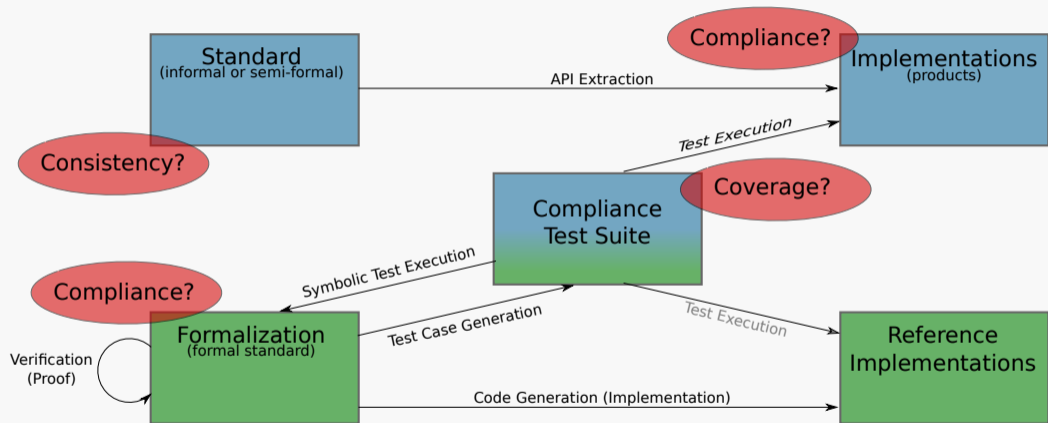 Compliance?
Standard
(informal or semi-formal)
Implementations
(products)
API Extraction
Test Execution
Consistency?
Coverage?
Compliance
Test Suite
Symbolic Test Execution
Compliance?
Test Case Generation
Test Execution
Formalization
(formal standard)
Reference
Implementations
Verification
(Proof)
Code Generation (Implementation)